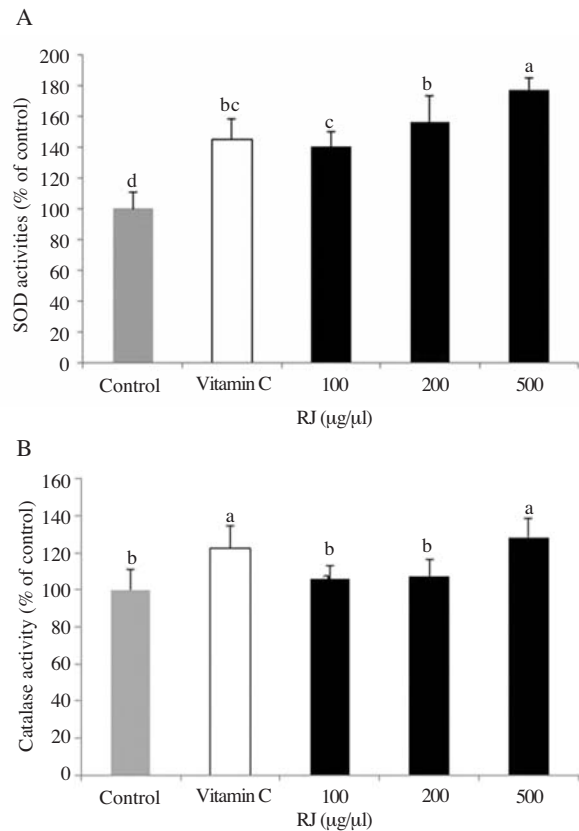 A
SOD activities (% of control)
200
180
160
140
120
100
80
60
40
20
0
d
bc
c
b
a
Control Vitamin C 100 200 500
RJ (µg/µl)
B
Catalase activity (% of control)
160
140
120
100
80
60
40
20
0
b
a
b
b
a
Control Vitamin C 100 200 500
RJ (µg/µl)